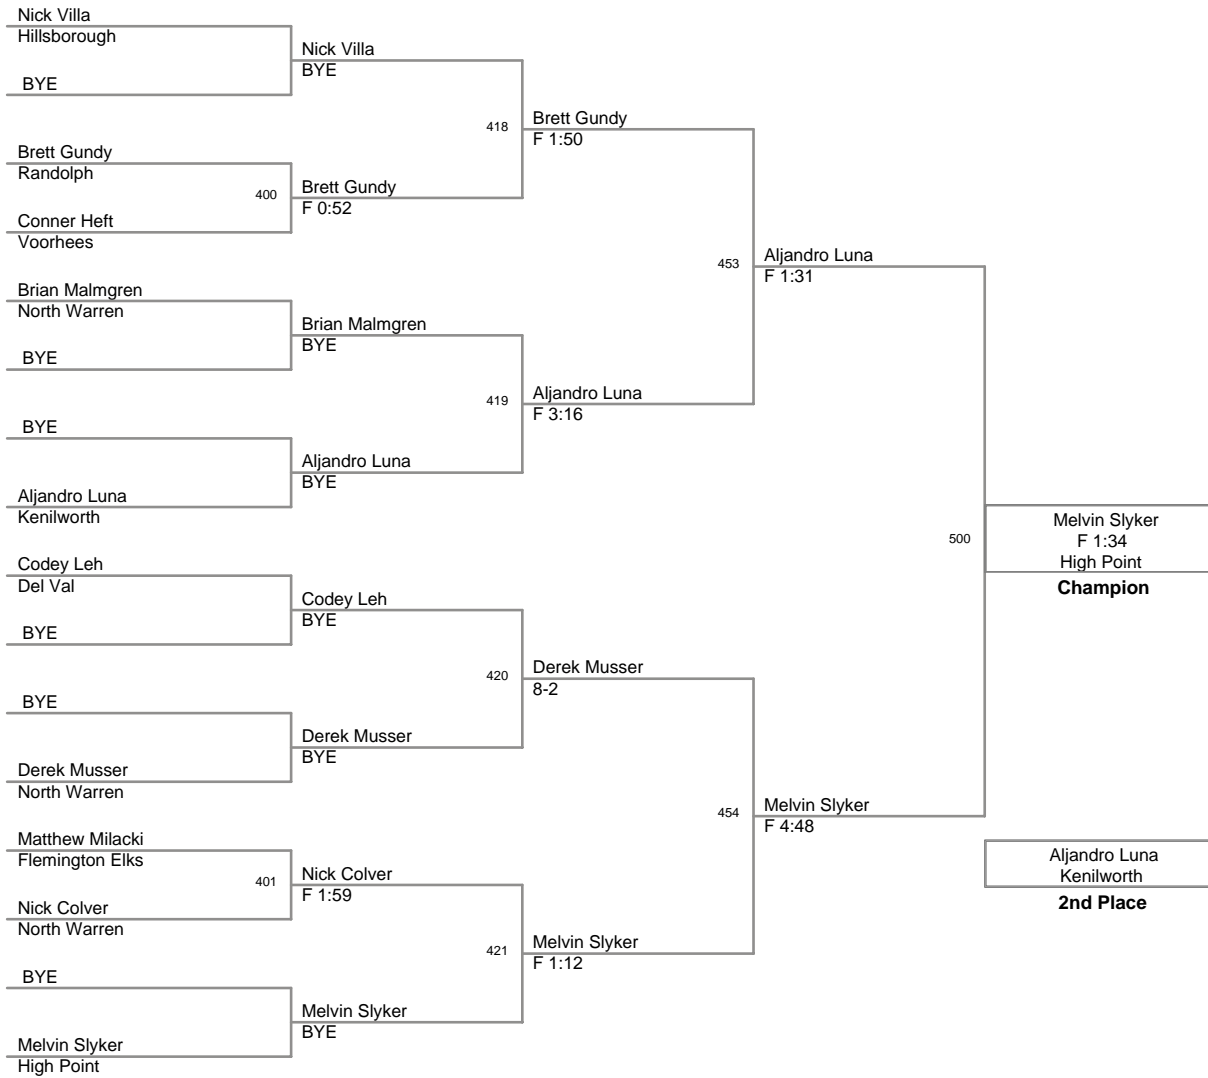 Nick Villa
Hillsborough
BYE
Brett Gundy
Randolph
Conner Heft
Voorhees
Brian Malmgren
North Warren
BYE
BYE
Aljandro Luna
Kenilworth
Codey Leh
Del Val
BYE
BYE
Derek Musser
North Warren
Matthew Milacki
Flemington Elks
Nick Colver
North Warren
BYE
Melvin Slyker
High Point
Nick Villa
BYE
400
Brett Gundy
F 0:52
Brian Malmgren
BYE
Aljandro Luna
BYE
Codey Leh
BYE
Derek Musser
BYE
401
Nick Colver
F 1:59
Melvin Slyker
BYE
418
Brett Gundy
F 1:50
419
Aljandro Luna
F 3:16
420
Derek Musser
8-2
421
Melvin Slyker
F 1:12
453
Aljandro Luna
F 1:31
454
Melvin Slyker
F 4:48
500
Melvin Slyker
F 1:34
High Point
Champion
Aljandro Luna
Kenilworth
2nd Place